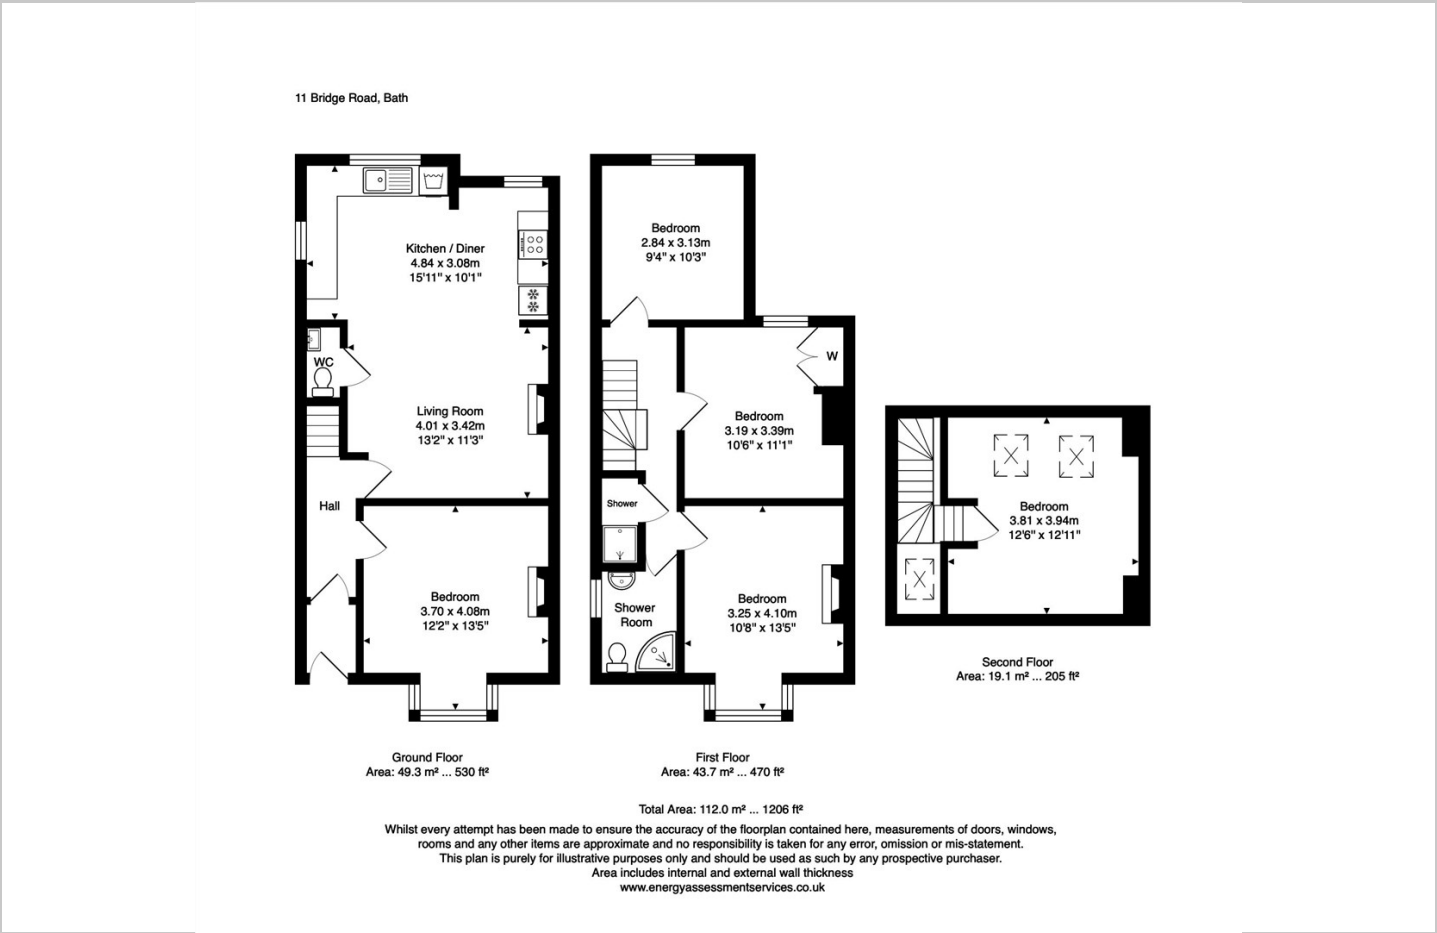 11 Bridge Road, Bath
Kitchen / Diner
4.84 x 3.08m
15'11" x 10'1"
WC
Living Room
4.01 x 3.42m
13'2" x 11'3"
Hall
Bedroom
3.70 x 4.08m
12'2" x 13'5"
Ground Floor
Area: 49.3 m² ... 530 ft²
Bedroom
2.84 x 3.13m
9'4" x 10'3"
W
Bedroom
3.19 x 3.39m
10'6" x 11'1"
Shower
Shower
Room
Bedroom
3.25 x 4.10m
10'8" x 13'5"
First Floor
Area: 43.7 m² ... 470 ft²
Bedroom
3.81 x 3.94m
12'6" x 12'11"
Second Floor
Area: 19.1 m² ... 205 ft²
Total Area: 112.0 m² ... 1206 ft²
Whilst every attempt has been made to ensure the accuracy of the floorplan contained here, measurements of doors, windows,
rooms and any other items are approximate and no responsibility is taken for any error, omission or mis-statement.
This plan is purely for illustrative purposes only and should be used as such by any prospective purchaser.
Area includes internal and external wall thickness
www.energyassessmentservices.co.uk